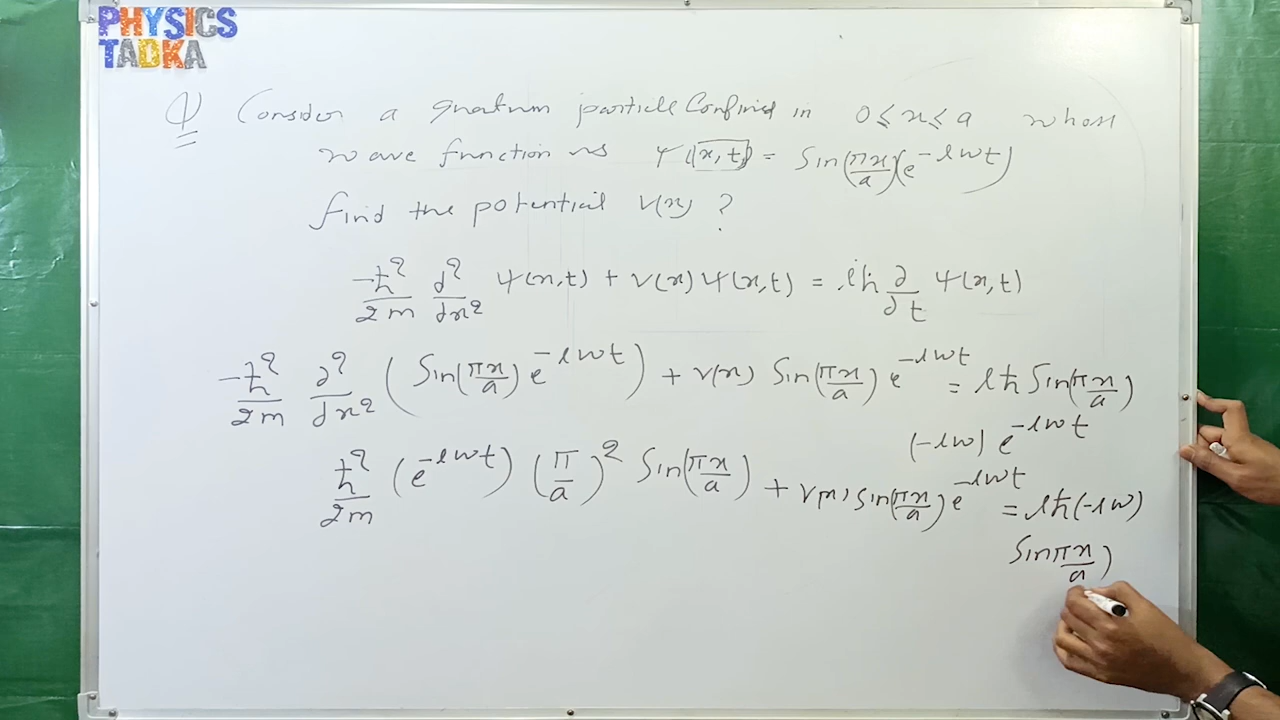 PHYSICS
TADKA
Q) Consider a quantum particle confined in 0 ≤ x ≤ a whose
wave function is Ψ(x,t) = Sin(πx/a)(e^-iωt)
find the potential V(x) ?
-ħ²/2m d²/dx² Ψ(x,t) + V(x) Ψ(x,t) = iħ ∂/∂t Ψ(x,t)
-ħ²/2m ∂²/∂x² (Sin(πx/a) e^-iωt) + V(x) Sin(πx/a) e^-iωt = iħ Sin(πx/a)
(-iω) e^-iωt
ħ²/2m (e^-iωt) (π/a)² Sin(πx/a) + V(x) Sin(πx/a) e^-iωt = iħ(-iω)
Sin πx/a)